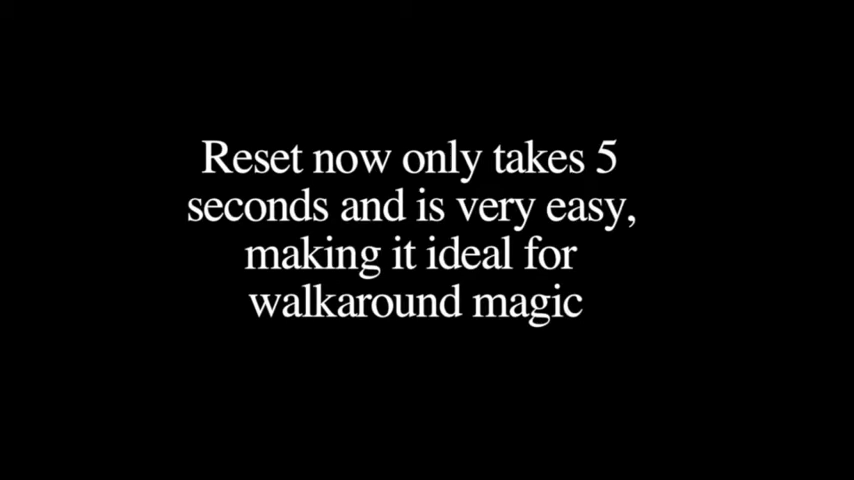 Reset now only takes 5
seconds and is very easy,
making it ideal for
walkaround magic